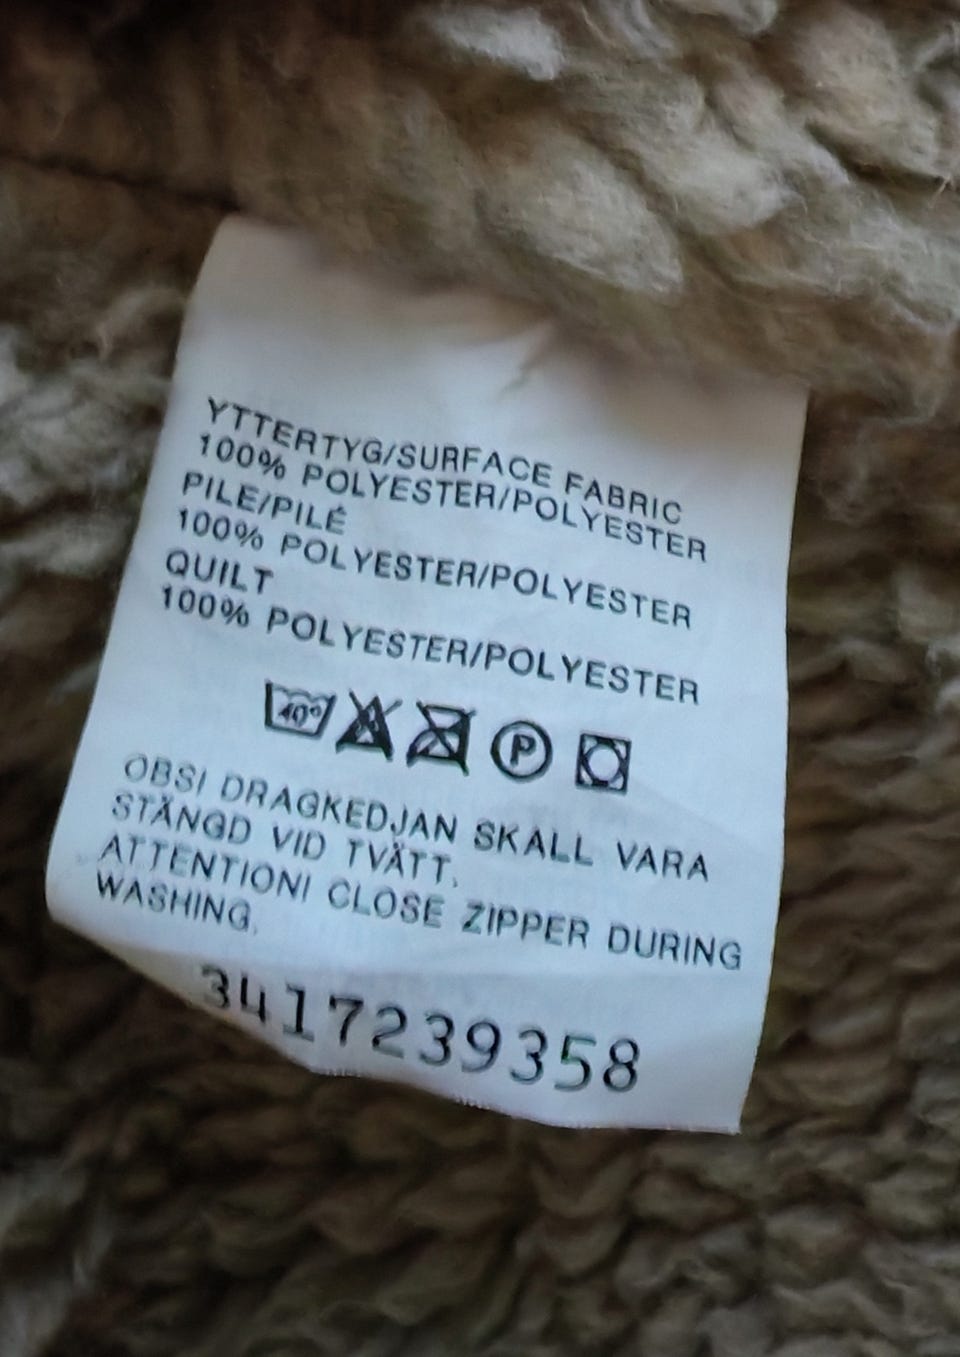 YTTERTYG/SURFACE FABRIC
100% POLYESTER/POLYESTER
PILE/PILÉ
100% POLYESTER/POLYESTER
QUILT
100% POLYESTER/POLYESTER
40° P
OBS! DRAGKEDJAN SKALL VARA
STÄNGD VID TVÄTT.
ATTENTION! CLOSE ZIPPER DURING
WASHING.
3417239358